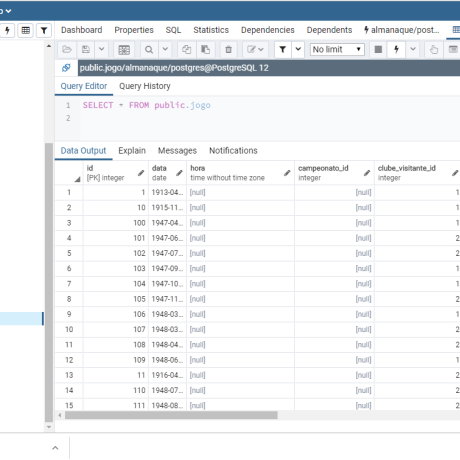 Dashboard Properties SQL Statistics Dependencies Dependents almanaque/post...
No limit
public.jogo/almanaque/postgres@PostgreSQL 12
Query Editor Query History
1 SELECT * FROM public.jogo
2
Data Output Explain Messages Notifications
id data hora campeonato_id clube_visitante_id
[PK] integer date time without time zone integer integer
1 1 1913-04... [null] [null] 1
2 10 1915-11... [null] [null] 1
3 100 1947-04... [null] [null] 1
4 101 1947-06... [null] [null] 2
5 102 1947-07... [null] [null] 2
6 103 1947-09... [null] [null] 1
7 104 1947-10... [null] [null] 1
8 105 1947-11... [null] [null] 2
9 106 1948-03... [null] [null] 1
10 107 1948-03... [null] [null] 2
11 108 1948-04... [null] [null] 2
12 109 1948-06... [null] [null] 1
13 11 1916-04... [null] [null] 2
14 110 1948-07... [null] [null] 2
15 111 1948-08... [null] [null] 2